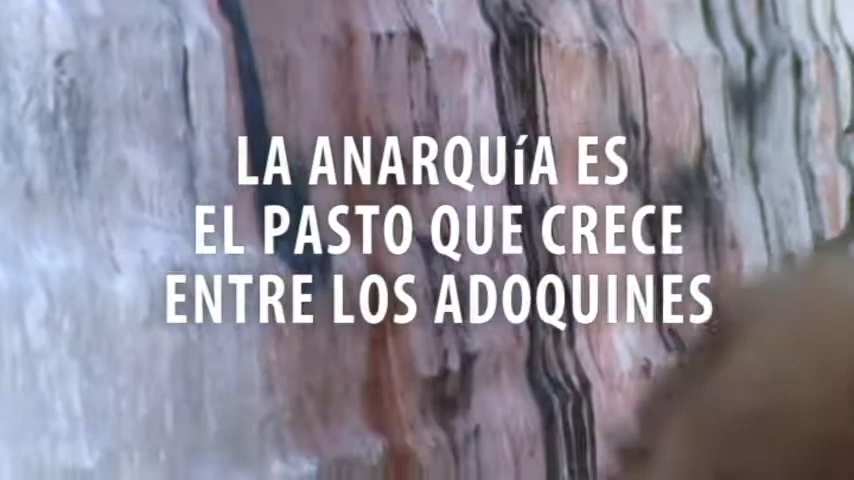 LA ANARQUíA ES
EL PASTO QUE CRECE
ENTRE LOS ADOQUINES